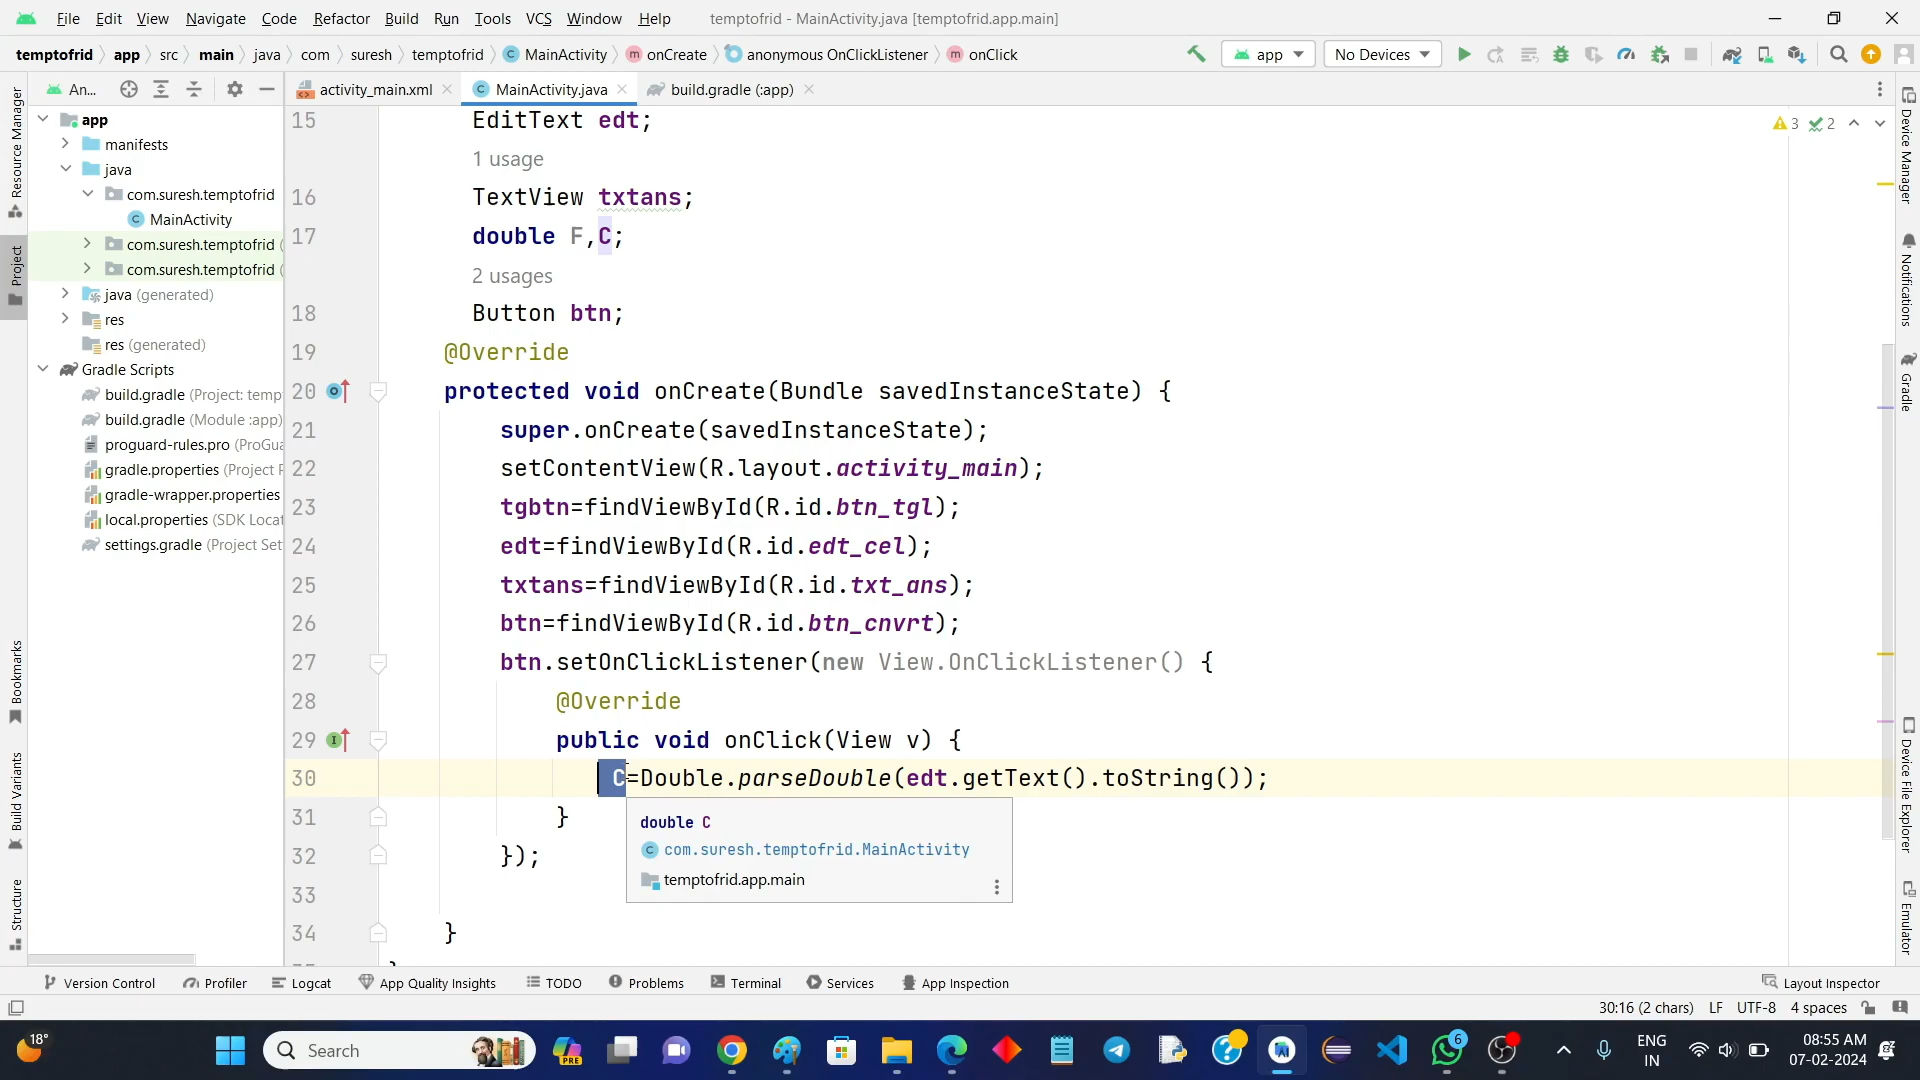 File Edit View Navigate Code Refactor Build Run Tools VCS Window Help temptofrid - MainActivity.java [temptofrid.app.main]
temptofrid app src main java com suresh temptofrid MainActivity onCreate anonymous OnClickListener onClick app No Devices
An... activity_main.xml MainActivity.java build.gradle (:app)
Resource Manager
Project
Bookmarks
Build Variants
Structure
app
manifests
java
com.suresh.temptofrid
MainActivity
com.suresh.temptofrid (
com.suresh.temptofrid (
java (generated)
res
res (generated)
Gradle Scripts
build.gradle (Project: temp
build.gradle (Module :app)
proguard-rules.pro (ProGua
gradle.properties (Project P
gradle-wrapper.properties
local.properties (SDK Locat
settings.gradle (Project Set
3 2
15 EditText edt;
1 usage
16 TextView txtans;
17 double F,C;
2 usages
18 Button btn;
19 @Override
20 protected void onCreate(Bundle savedInstanceState) {
21 super.onCreate(savedInstanceState);
22 setContentView(R.layout.activity_main);
23 tgbtn=findViewById(R.id.btn_tgl);
24 edt=findViewById(R.id.edt_cel);
25 txtans=findViewById(R.id.txt_ans);
26 btn=findViewById(R.id.btn_cnvrt);
27 btn.setOnClickListener(new View.OnClickListener() {
28 @Override
29 public void onClick(View v) {
30 C=Double.parseDouble(edt.getText().toString());
31 }
32 });
33
34 }
double C
com.suresh.temptofrid.MainActivity
temptofrid.app.main
Device Manager
Notifications
Gradle
Device File Explorer
Emulator
Version Control Profiler Logcat App Quality Insights TODO Problems Terminal Services App Inspection Layout Inspector
30:16 (2 chars) LF UTF-8 4 spaces
18° Search PRE 6 ENG 08:55 AM
IN 07-02-2024